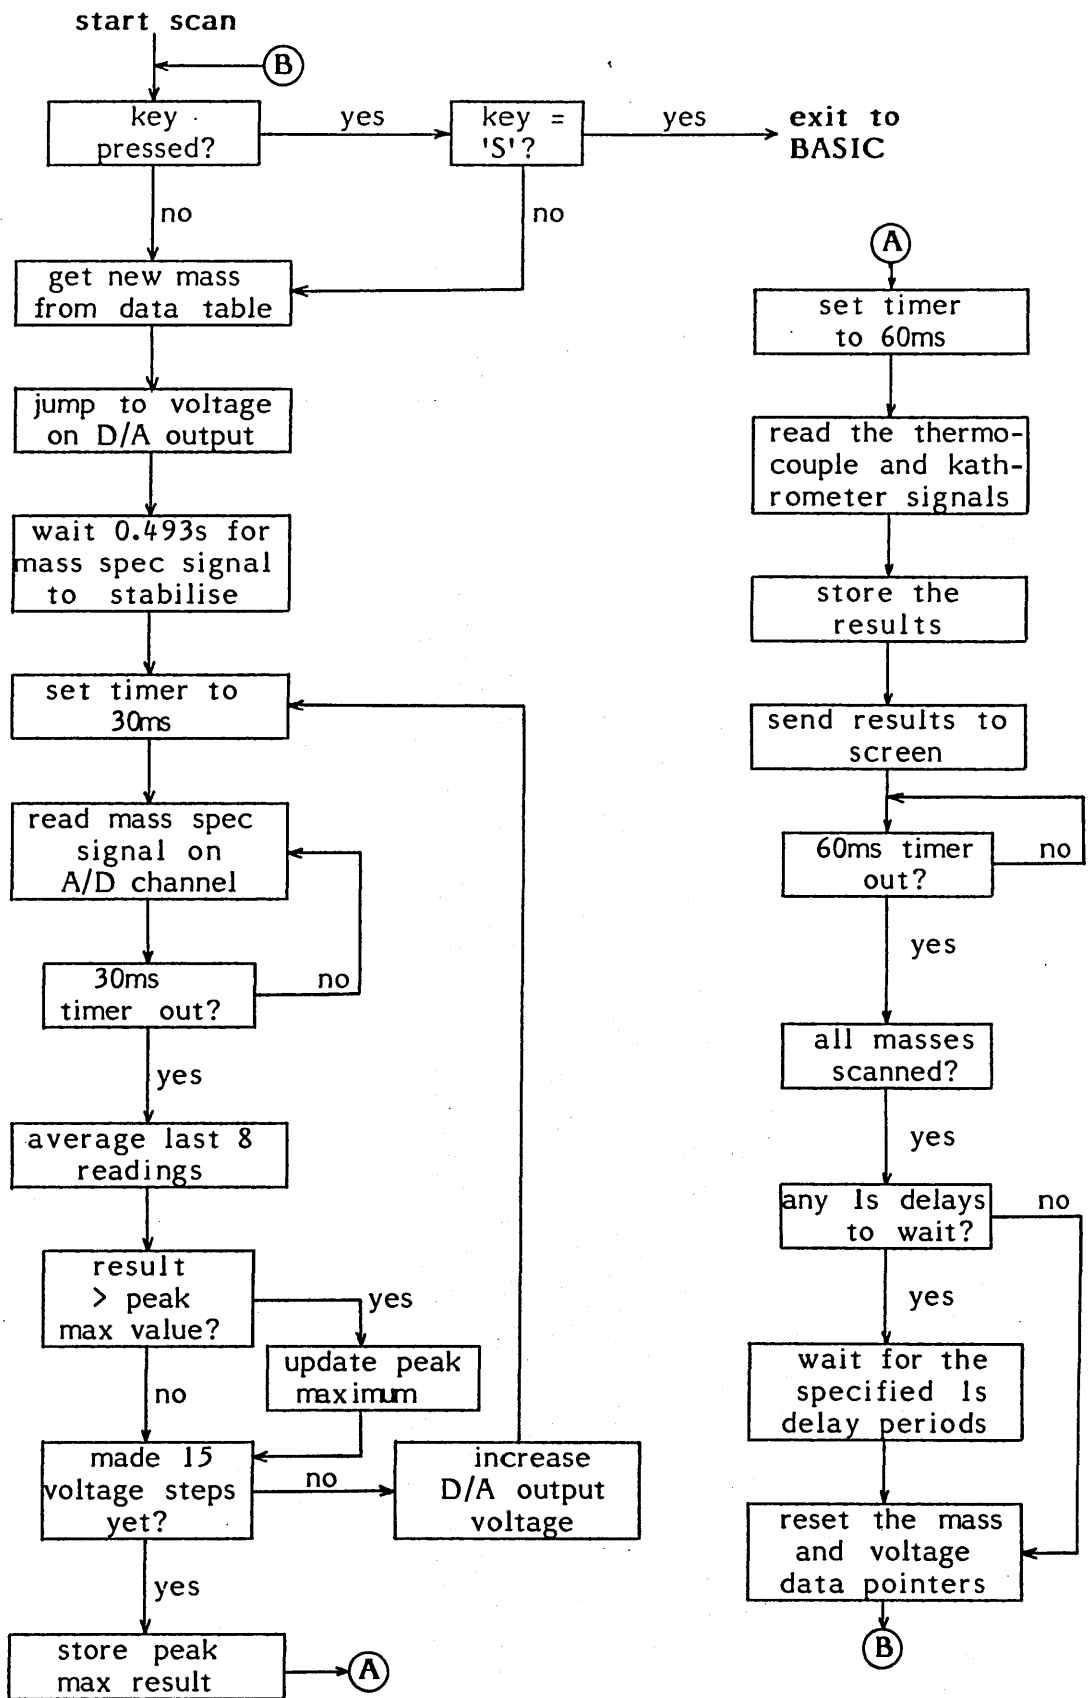 start scan
B
key
pressed?
yes
key =
'S'?
yes
exit to
BASIC
no
no
get new mass
from data table
jump to voltage
on D/A output
wait 0.493s for
mass spec signal
to stabilise
set timer to
30ms
read mass spec
signal on
A/D channel
30ms
timer out?
no
yes
average last 8
readings
result
> peak
max value?
yes
no
update peak
maximum
made 15
voltage steps
yet?
no
increase
D/A output
voltage
yes
store peak
max result
A
A
set timer
to 60ms
read the thermo-
couple and kath-
rometer signals
store the
results
send results to
screen
60ms timer
out?
no
yes
all masses
scanned?
yes
any 1s delays
to wait?
no
yes
wait for the
specified 1s
delay periods
reset the mass
and voltage
data pointers
B